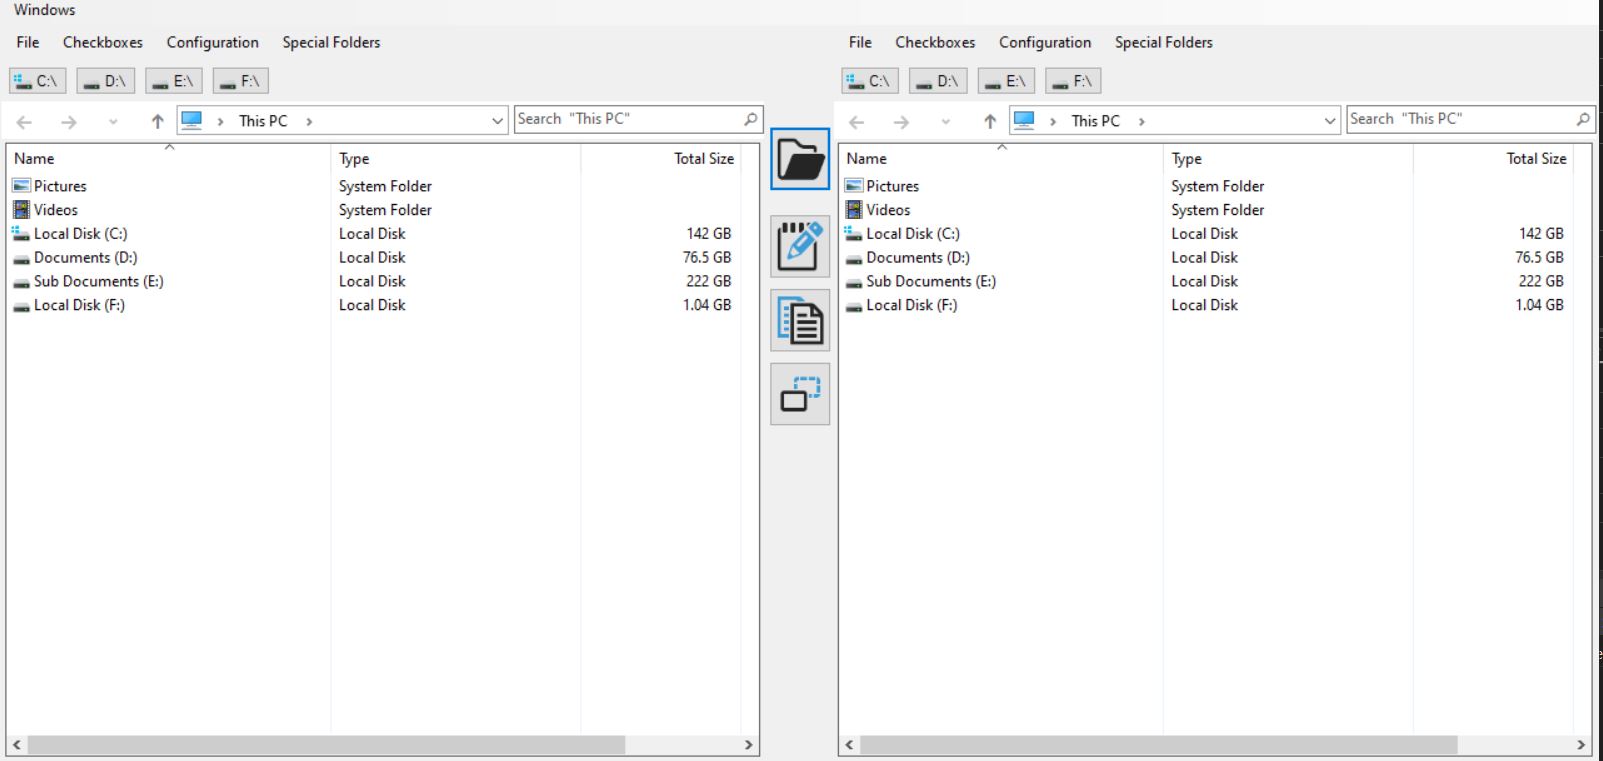 Windows
File Checkboxes Configuration Special Folders
C:\ D:\ E:\ F:\
This PC
Search "This PC"
Name Type Total Size
Pictures System Folder
Videos System Folder
Local Disk (C:) Local Disk 142 GB
Documents (D:) Local Disk 76.5 GB
Sub Documents (E:) Local Disk 222 GB
Local Disk (F:) Local Disk 1.04 GB
File Checkboxes Configuration Special Folders
C:\ D:\ E:\ F:\
This PC
Search "This PC"
Name Type Total Size
Pictures System Folder
Videos System Folder
Local Disk (C:) Local Disk 142 GB
Documents (D:) Local Disk 76.5 GB
Sub Documents (E:) Local Disk 222 GB
Local Disk (F:) Local Disk 1.04 GB